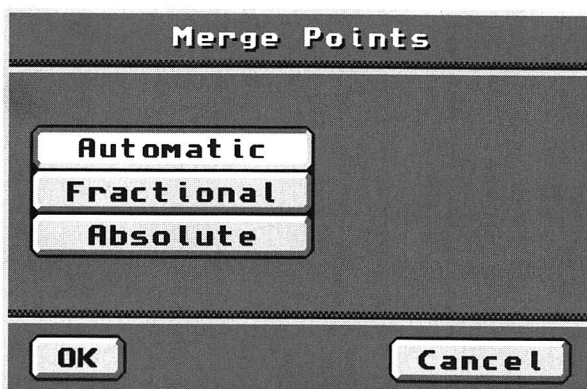 Merge Points
Automatic
Fractional
Absolute
OK
Cancel